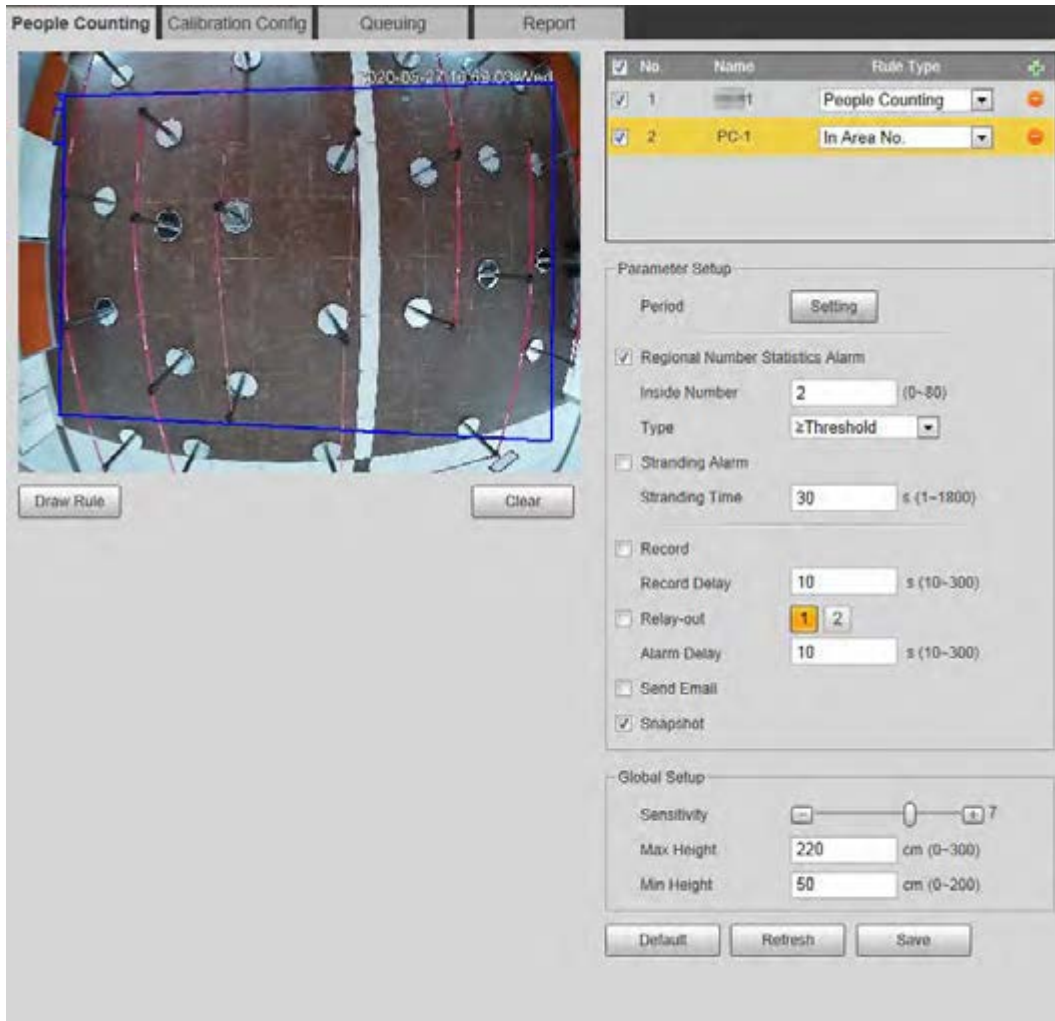 People Counting Calibration Config Queuing Report
No. Name Rule Type
1 People Counting
2 PC-1 In Area No.
Parameter Setup
Period Setting
Regional Number Statistics Alarm
Inside Number 2 (0~80)
Type ≥Threshold
Stranding Alarm
Stranding Time 30 s (1~1800)
Record
Record Delay 10 s (10~300)
Relay-out 1 2
Alarm Delay 10 s (10~300)
Send Email
Snapshot
Global Setup
Sensitivity 7
Max Height 220 cm (0~300)
Min Height 50 cm (0~200)
Draw Rule Clear
Default Refresh Save